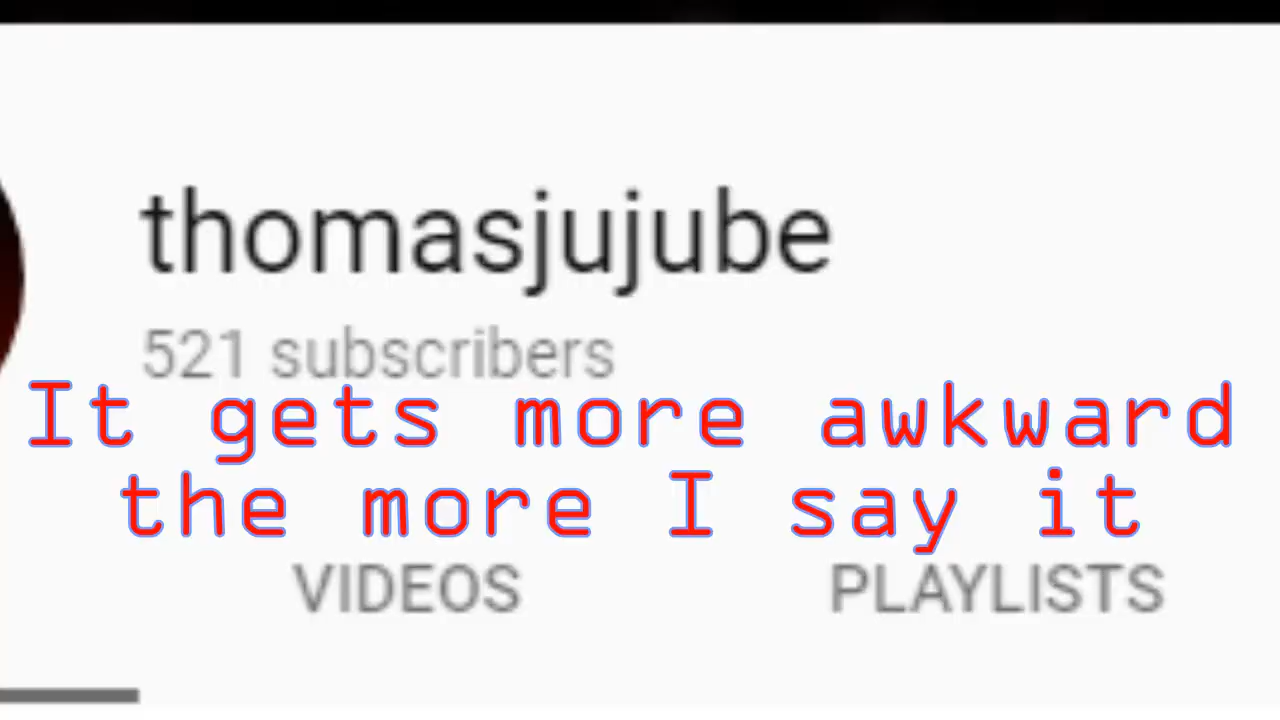 thomasjujube
521 subscribers
It gets more awkward
the more I say it
VIDEOS PLAYLISTS